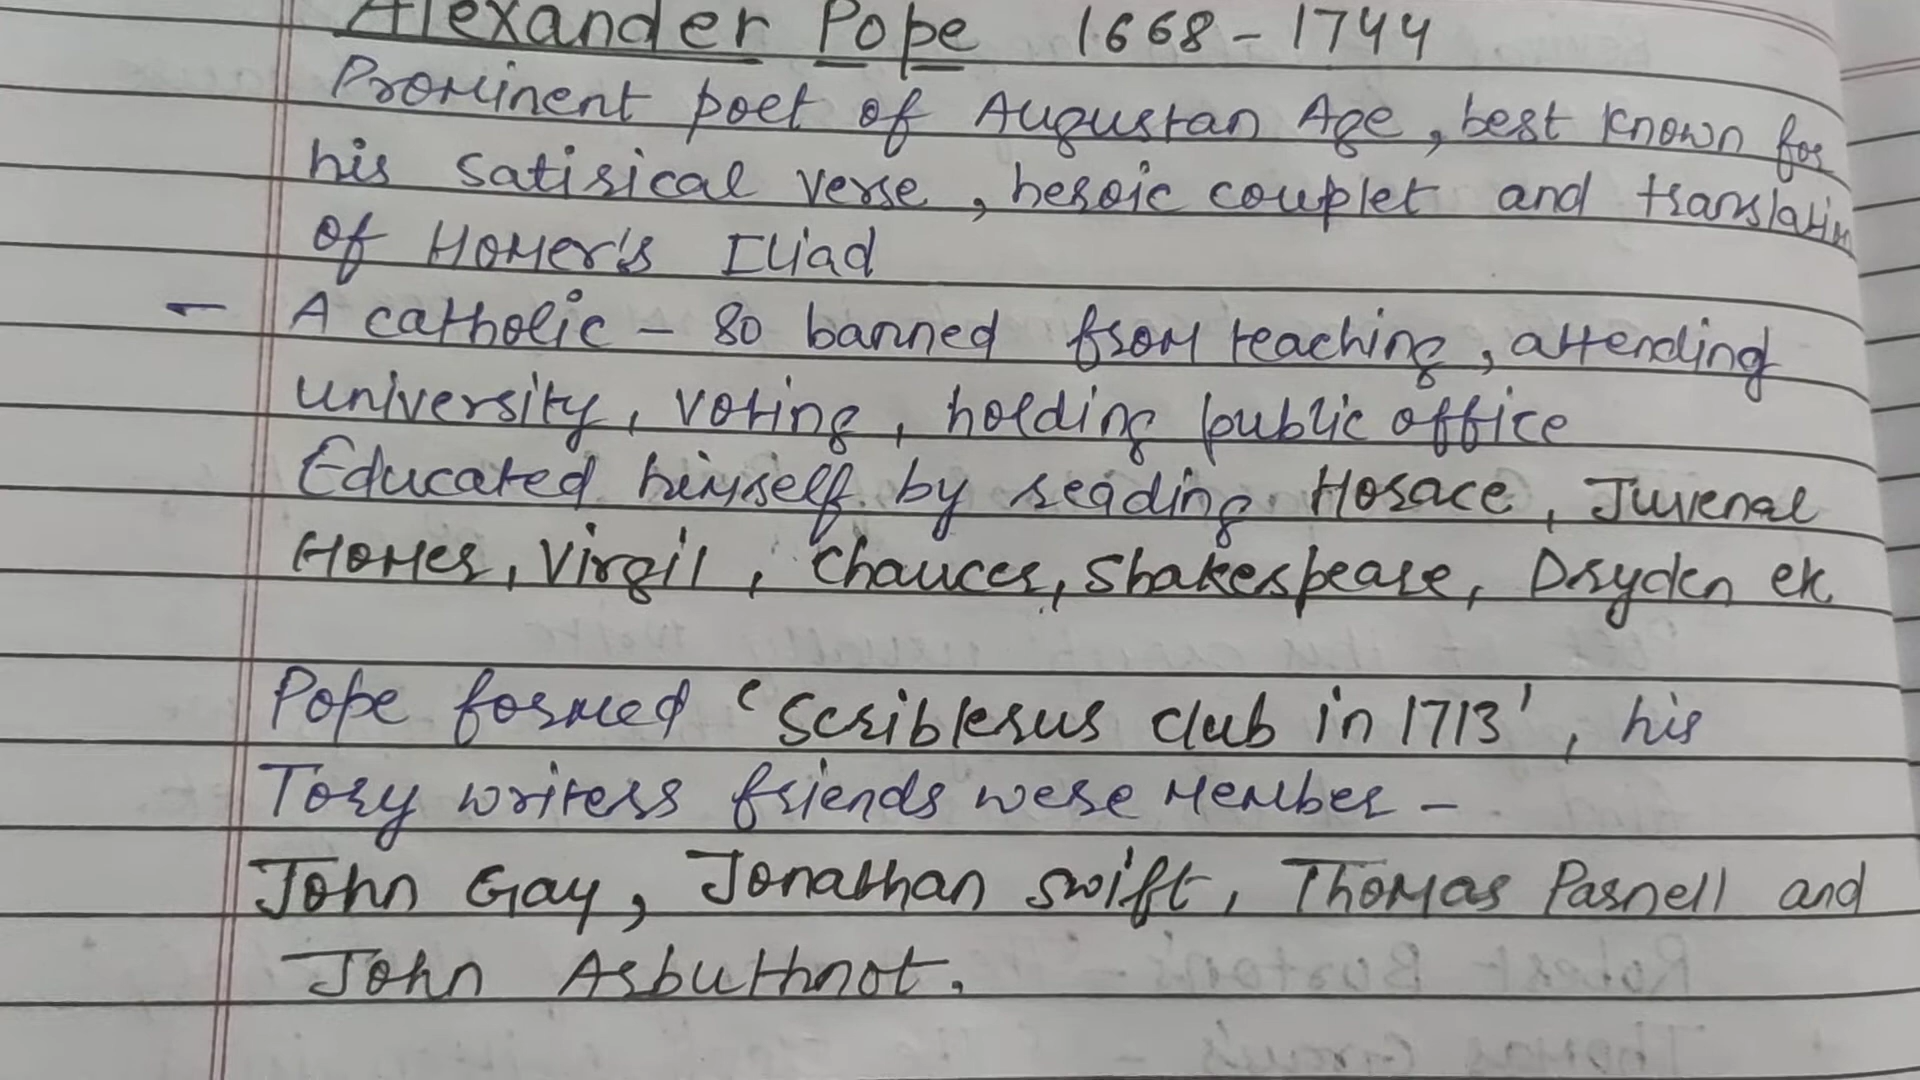 Alexander Pope 1668-1744
Prominent poet of Augustan Age, best known for
his satirical verse, heroic couplet and translation
of Homer's Iliad
- A catholic - so banned from teaching, attending
university, voting, holding public office
Educated himself by reading Horace, Juvenal
Homer, Virgil, Chaucer, Shakespeare, Dryden etc
Pope formed 'Scriblerus club in 1713', his
Tory writers friends were member -
John Gay, Jonathan swift, Thomas Parnell and
John Arbuthnot.